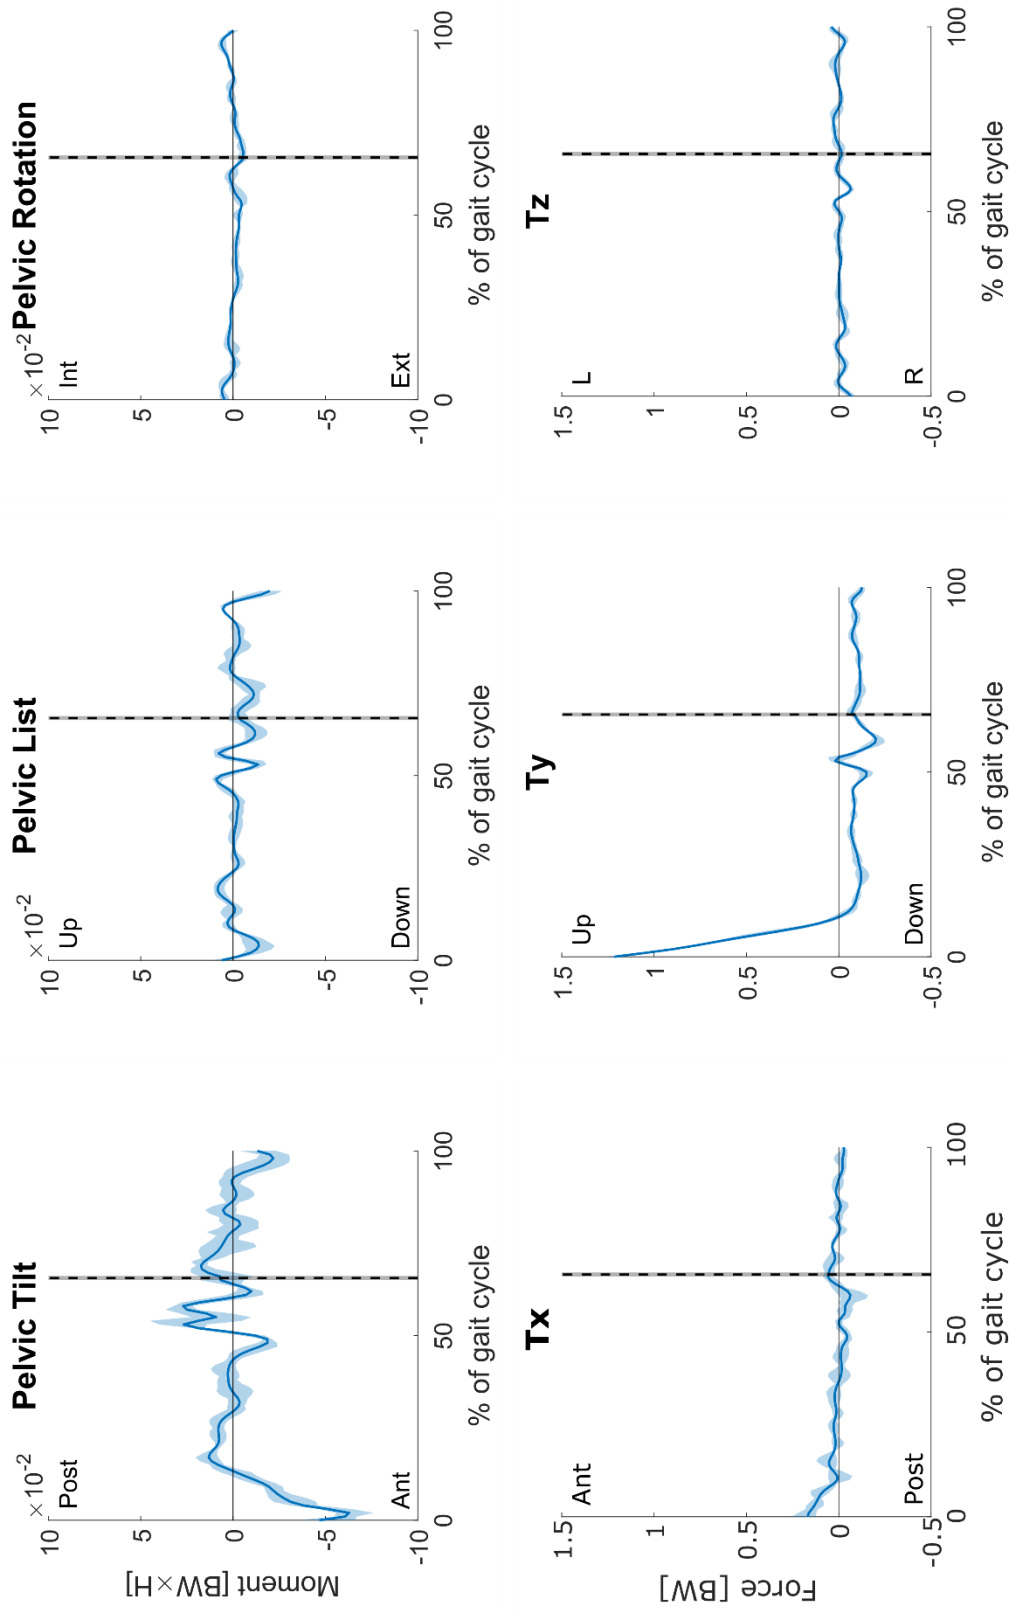 Pelvic Tilt
×10⁻²
Post
10
5
0
-5
-10
Ant
Moment [BW×H]
0
50
100
% of gait cycle
Pelvic List
×10⁻²
Up
10
5
0
-5
-10
Down
0
50
100
% of gait cycle
Pelvic Rotation
×10⁻²
Int
10
5
0
-5
-10
Ext
0
50
100
% of gait cycle
Tx
Ant
1.5
1
0.5
0
-0.5
Post
Force [BW]
0
50
100
% of gait cycle
Ty
Up
1.5
1
0.5
0
-0.5
Down
0
50
100
% of gait cycle
Tz
L
1.5
1
0.5
0
-0.5
R
0
50
100
% of gait cycle